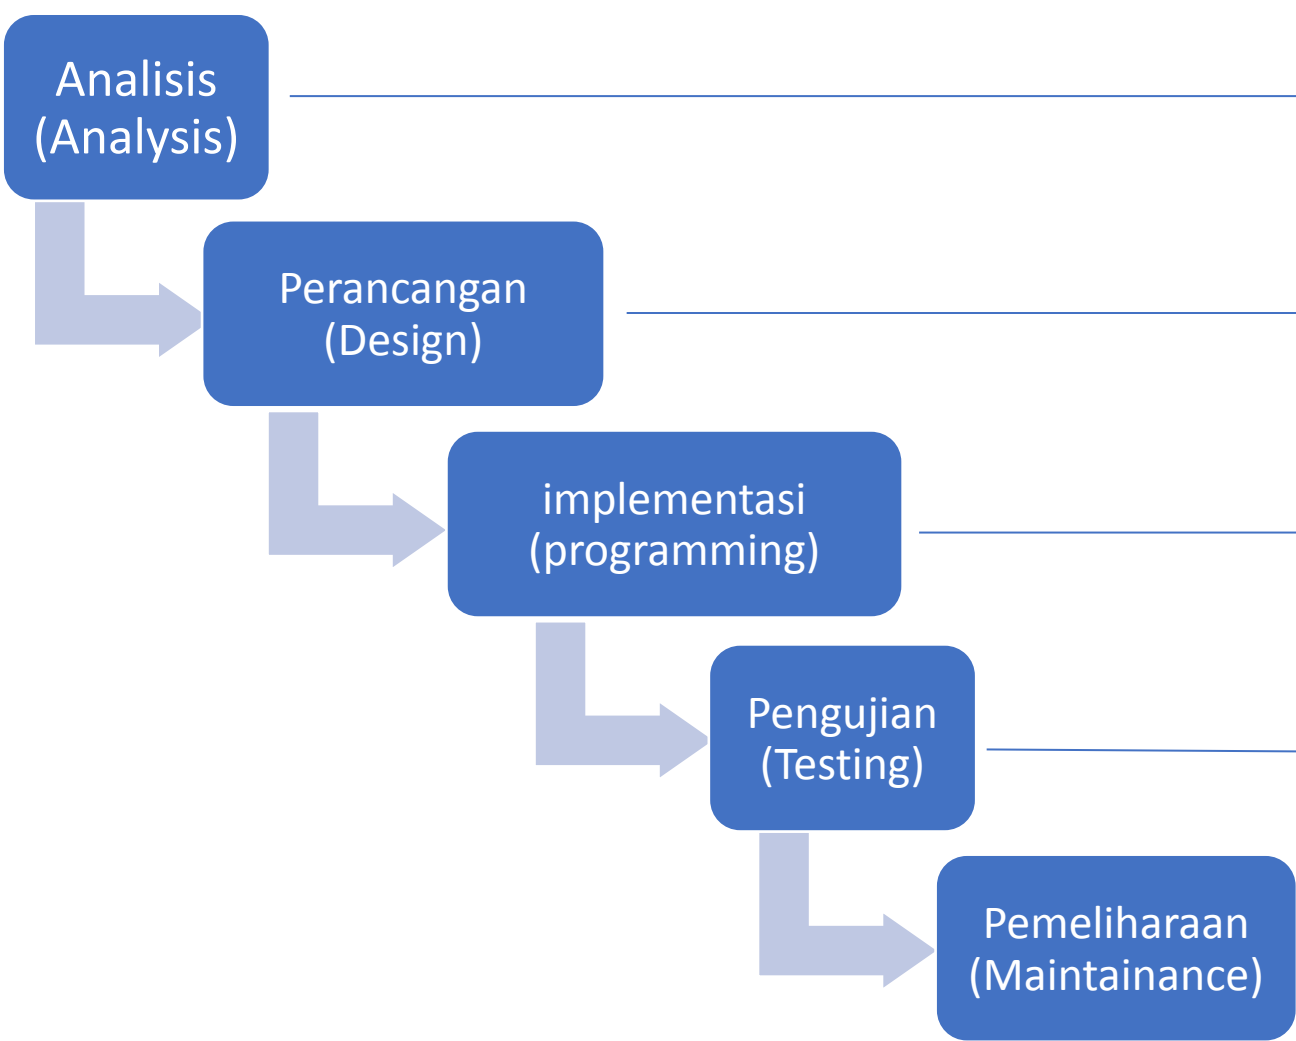 Analisis
(Analysis)
Perancangan
(Design)
implementasi
(programming)
Pengujian
(Testing)
Pemeliharaan
(Maintainance)